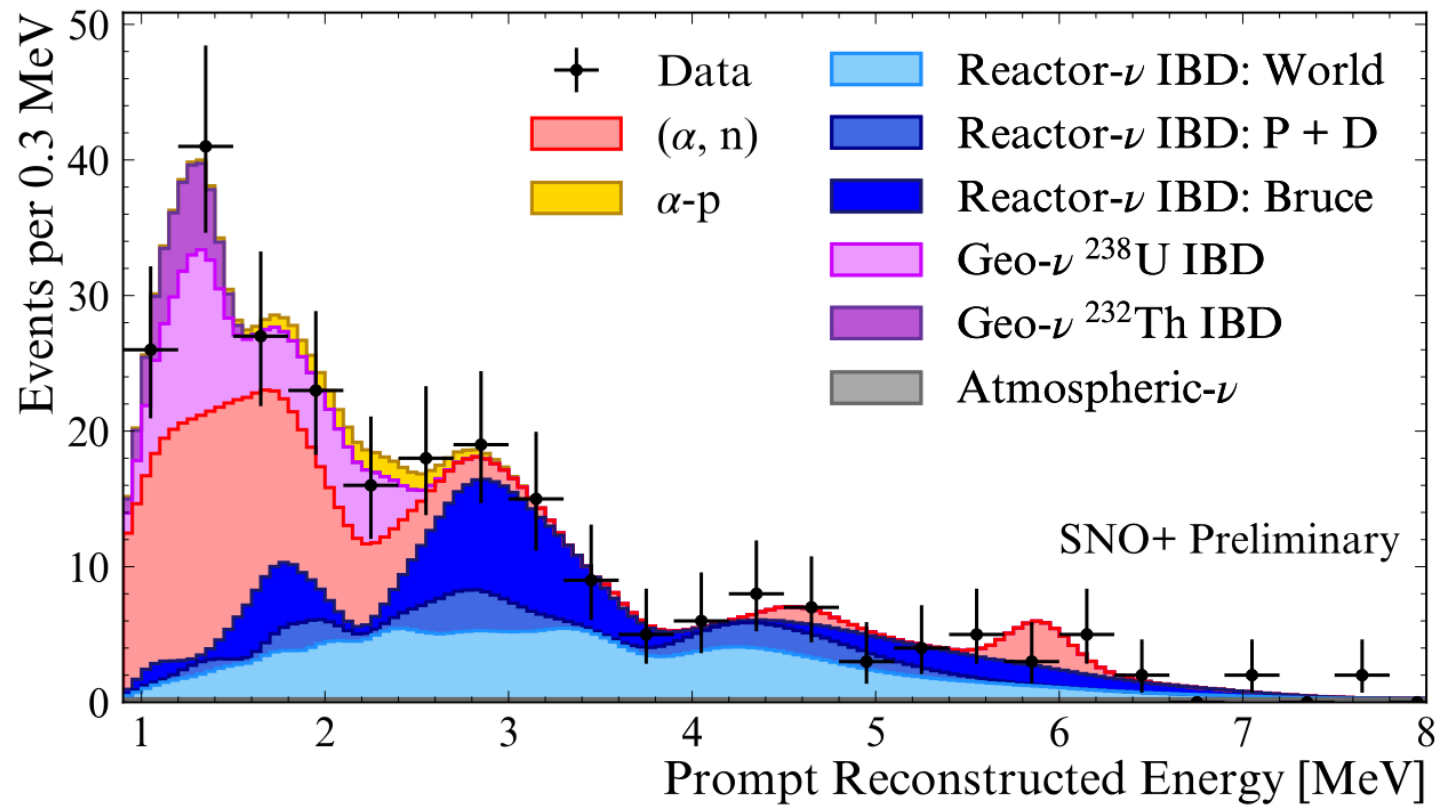 Events per 0.3 MeV
50
40
30
20
10
0
Data
(α, n)
α-p
Reactor-ν IBD: World
Reactor-ν IBD: P + D
Reactor-ν IBD: Bruce
Geo-ν ²³⁸U IBD
Geo-ν ²³²Th IBD
Atmospheric-ν
SNO+ Preliminary
1 2 3 4 5 6 7 8
Prompt Reconstructed Energy [MeV]